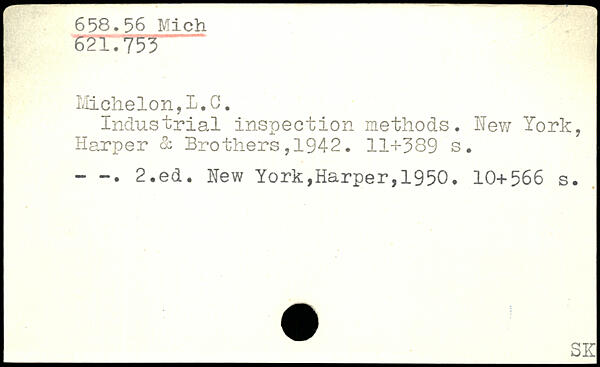 658.56 Mich
621.753
Michelon,L.C.
Industrial inspection methods. New York,
Harper & Brothers,1942. 11+389 s.
- -. 2.ed. New York,Harper,1950. 10+566 s.
SK